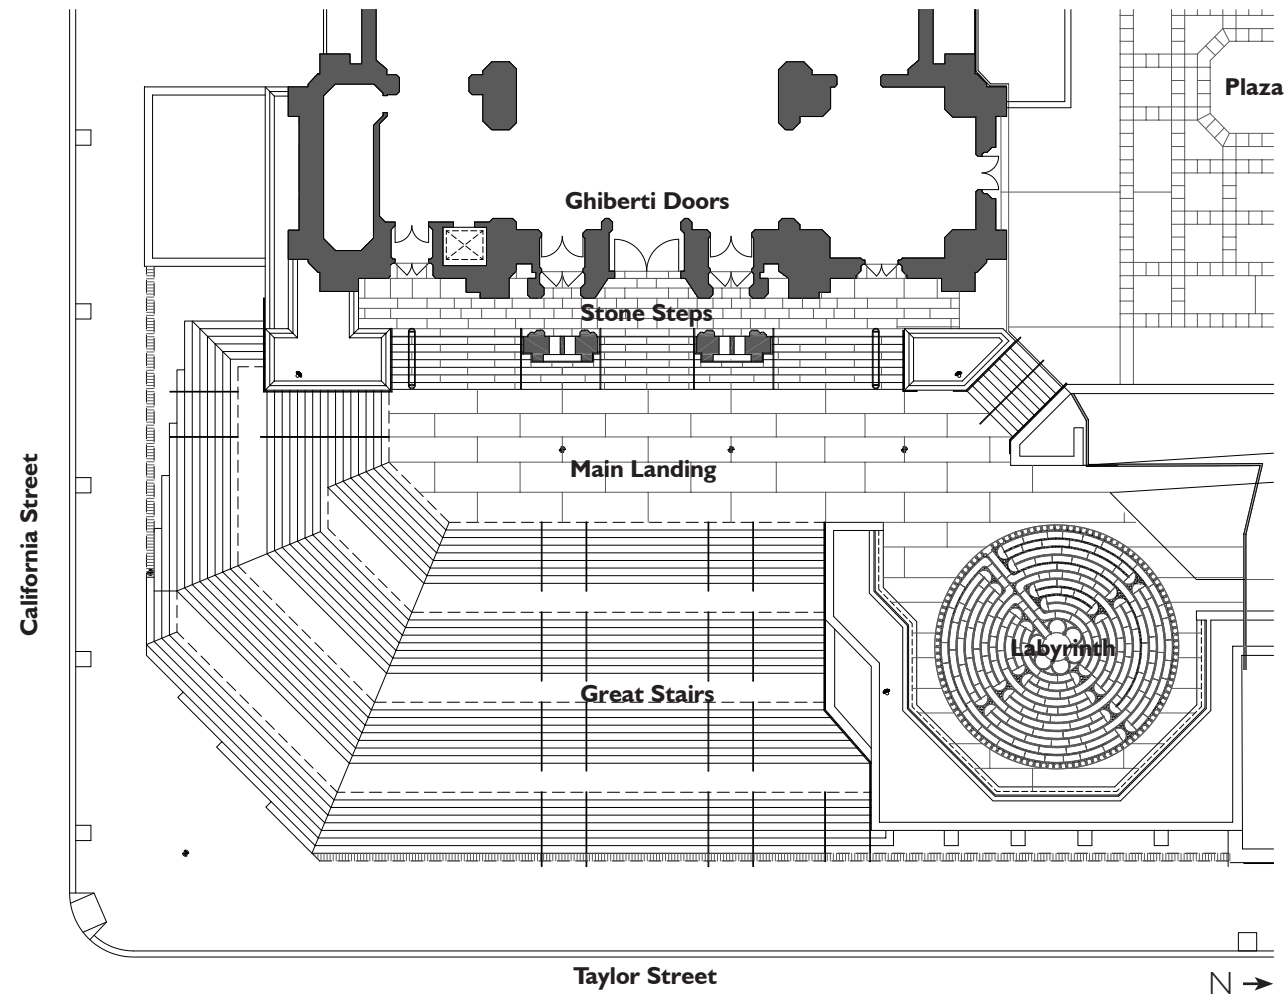 Plaza
Ghiberti Doors
Stone Steps
Main Landing
California Street
Labyrinth
Great Stairs
Taylor Street
N